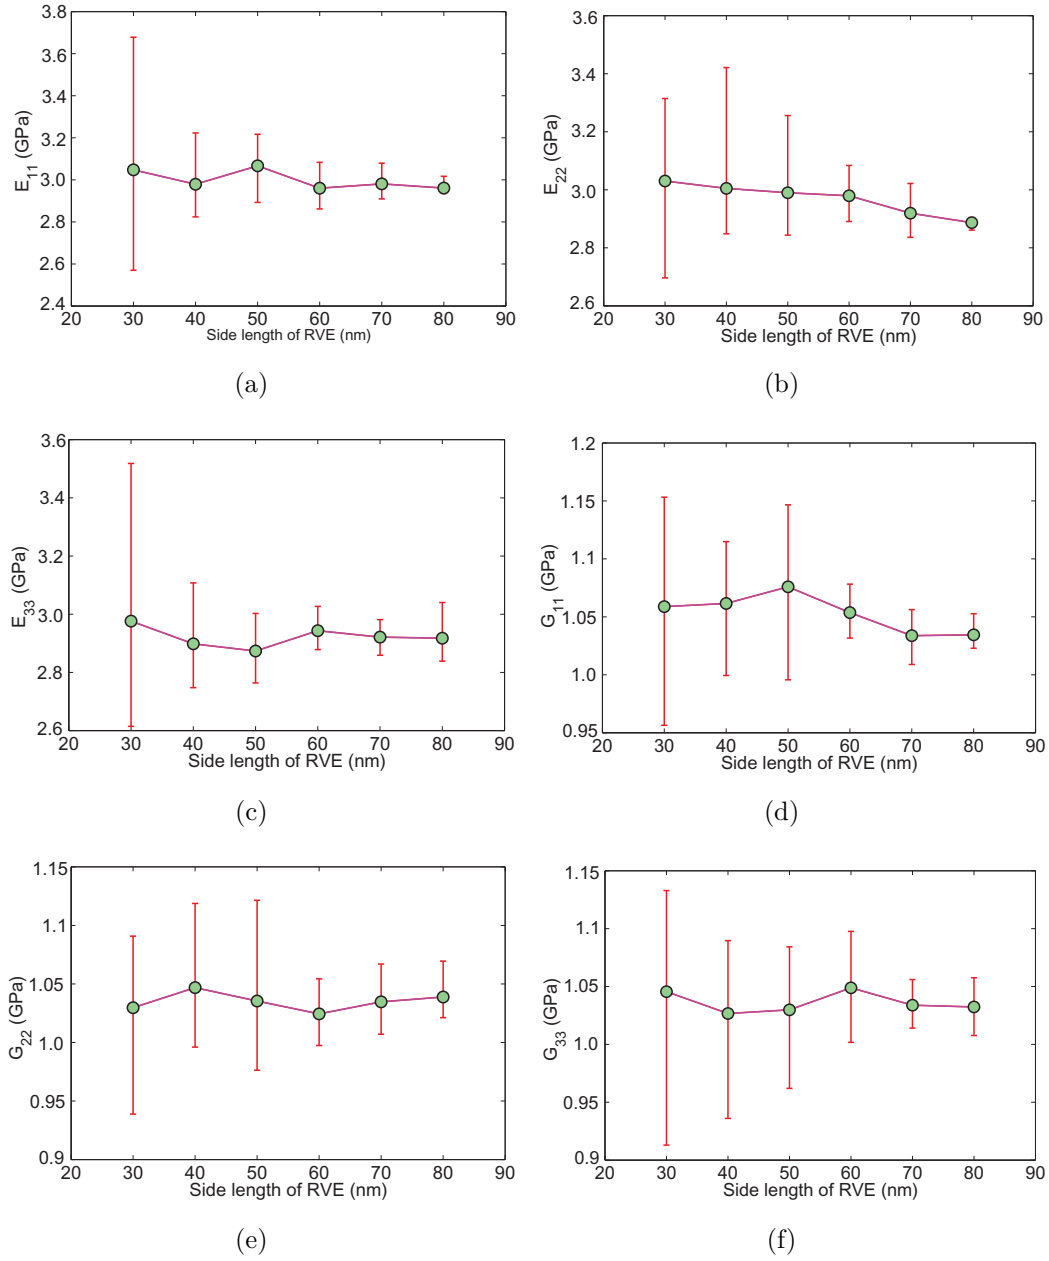 3.8
3.6
3.4
3.2
3.0
2.8
2.6
2.4
E11 (GPa)
20 30 40 50 60 70 80 90
Side length of RVE (nm)
(a)
3.6
3.4
3.2
3.0
2.8
2.6
E22 (GPa)
20 30 40 50 60 70 80 90
Side length of RVE (nm)
(b)
3.6
3.4
3.2
3.0
2.8
2.6
E33 (GPa)
20 30 40 50 60 70 80 90
Side length of RVE (nm)
(c)
1.2
1.15
1.1
1.05
1.0
0.95
G11 (GPa)
20 30 40 50 60 70 80 90
Side length of RVE (nm)
(d)
1.15
1.1
1.05
1.0
0.95
0.9
G22 (GPa)
20 30 40 50 60 70 80 90
Side length of RVE (nm)
(e)
1.15
1.1
1.05
1.0
0.95
0.9
G33 (GPa)
20 30 40 50 60 70 80 90
Side length of RVE (nm)
(f)